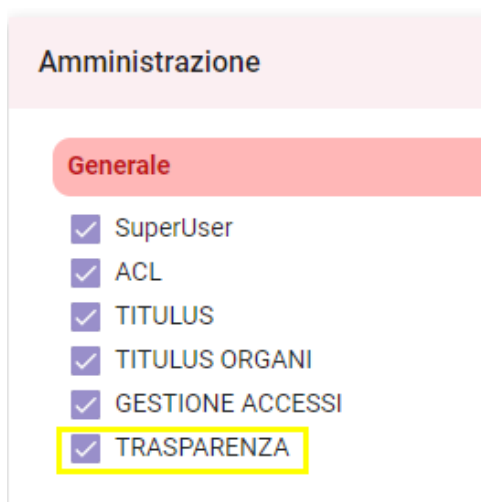 Amministrazione
Generale
SuperUser
ACL
TITULUS
TITULUS ORGANI
GESTIONE ACCESSI
TRASPARENZA